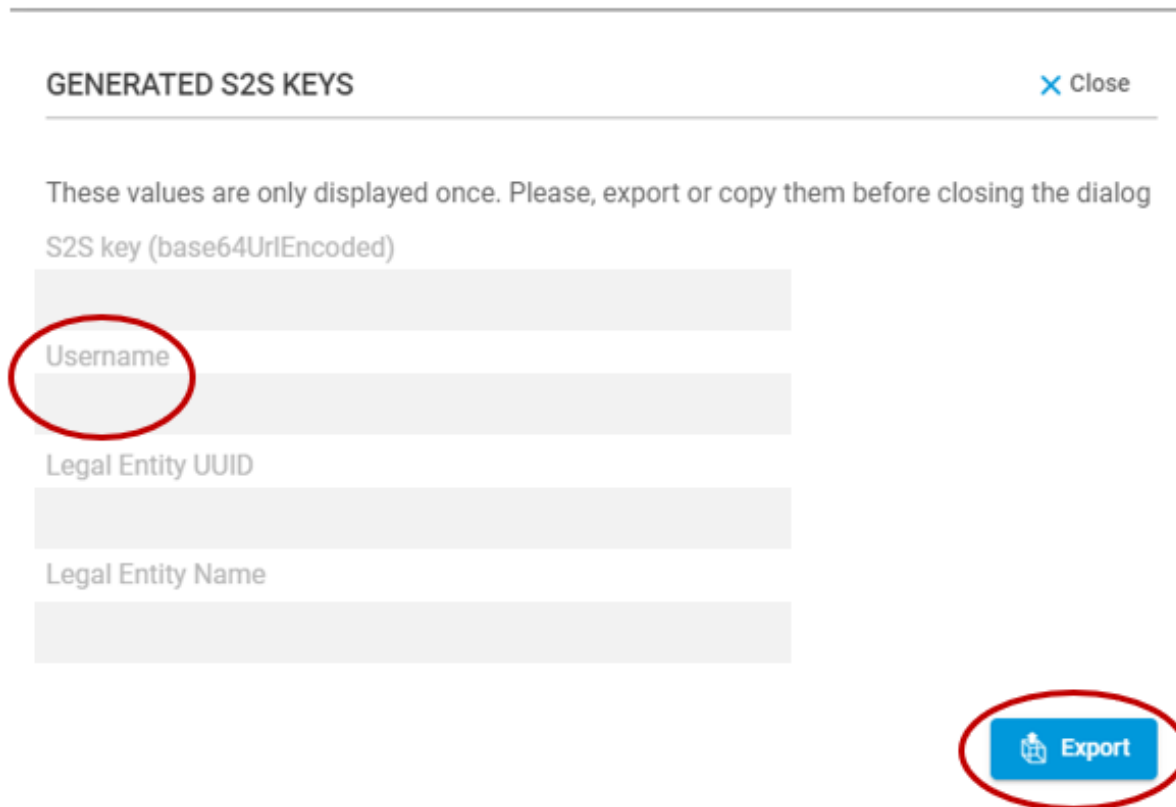 GENERATED S2S KEYS
Close
These values are only displayed once. Please, export or copy them before closing the dialog
S2S key (base64UrlEncoded)
Username
Legal Entity UUID
Legal Entity Name
Export